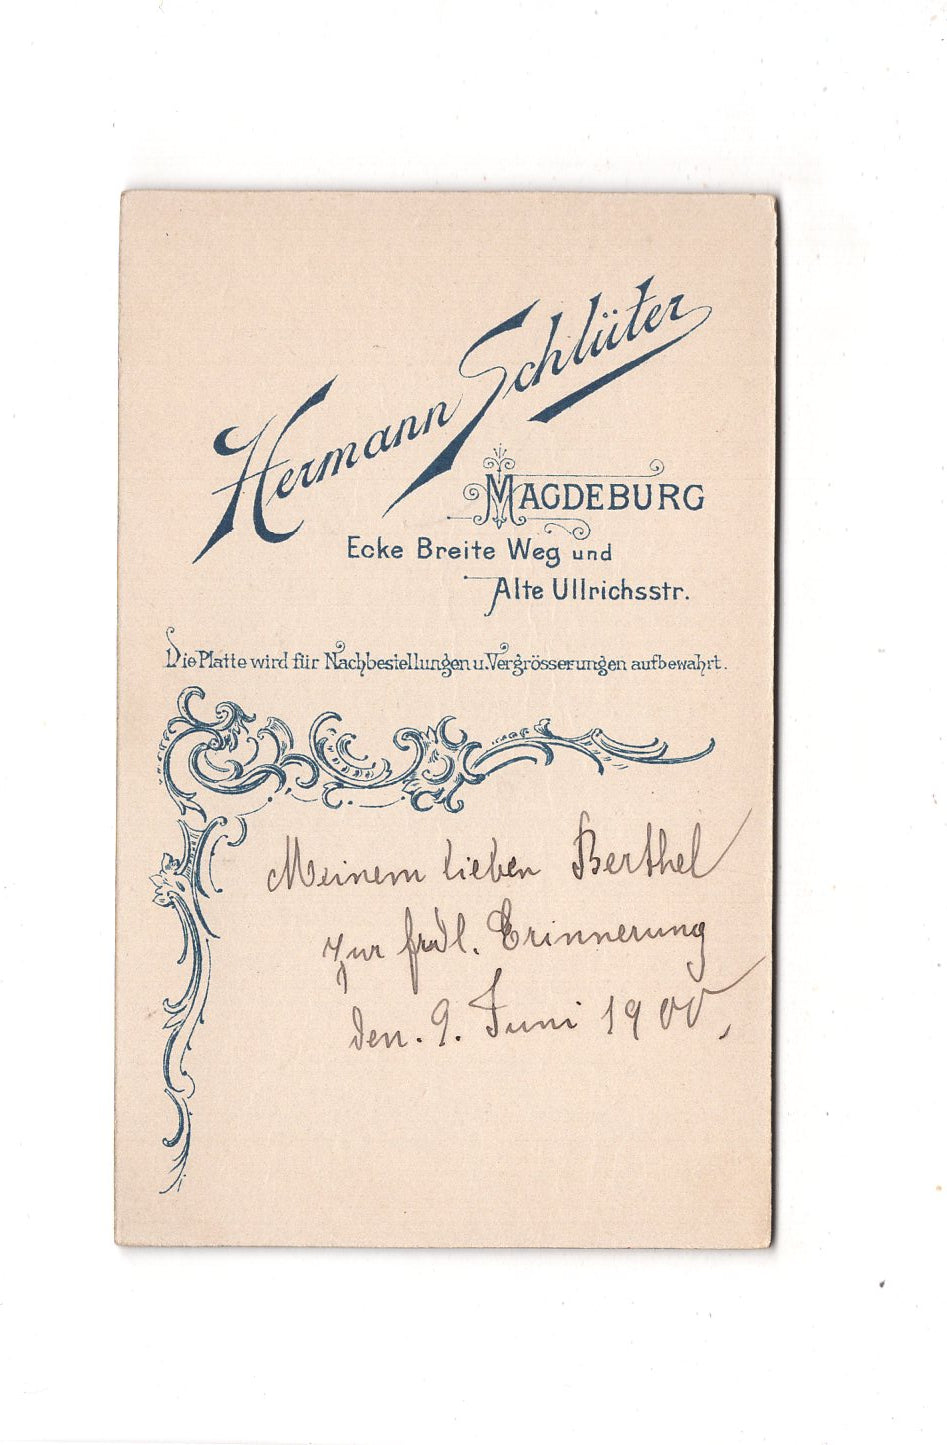 Hermann Schlüter
MAGDEBURG
Ecke Breite Weg und
Alte Ullrichsstr.
Die Platte wird für Nachbestellungen u. Vergrösserungen aufbewahrt.
Meinem lieben Berthel
zur frdl. Erinnerung
den. 9. Juni 1900,